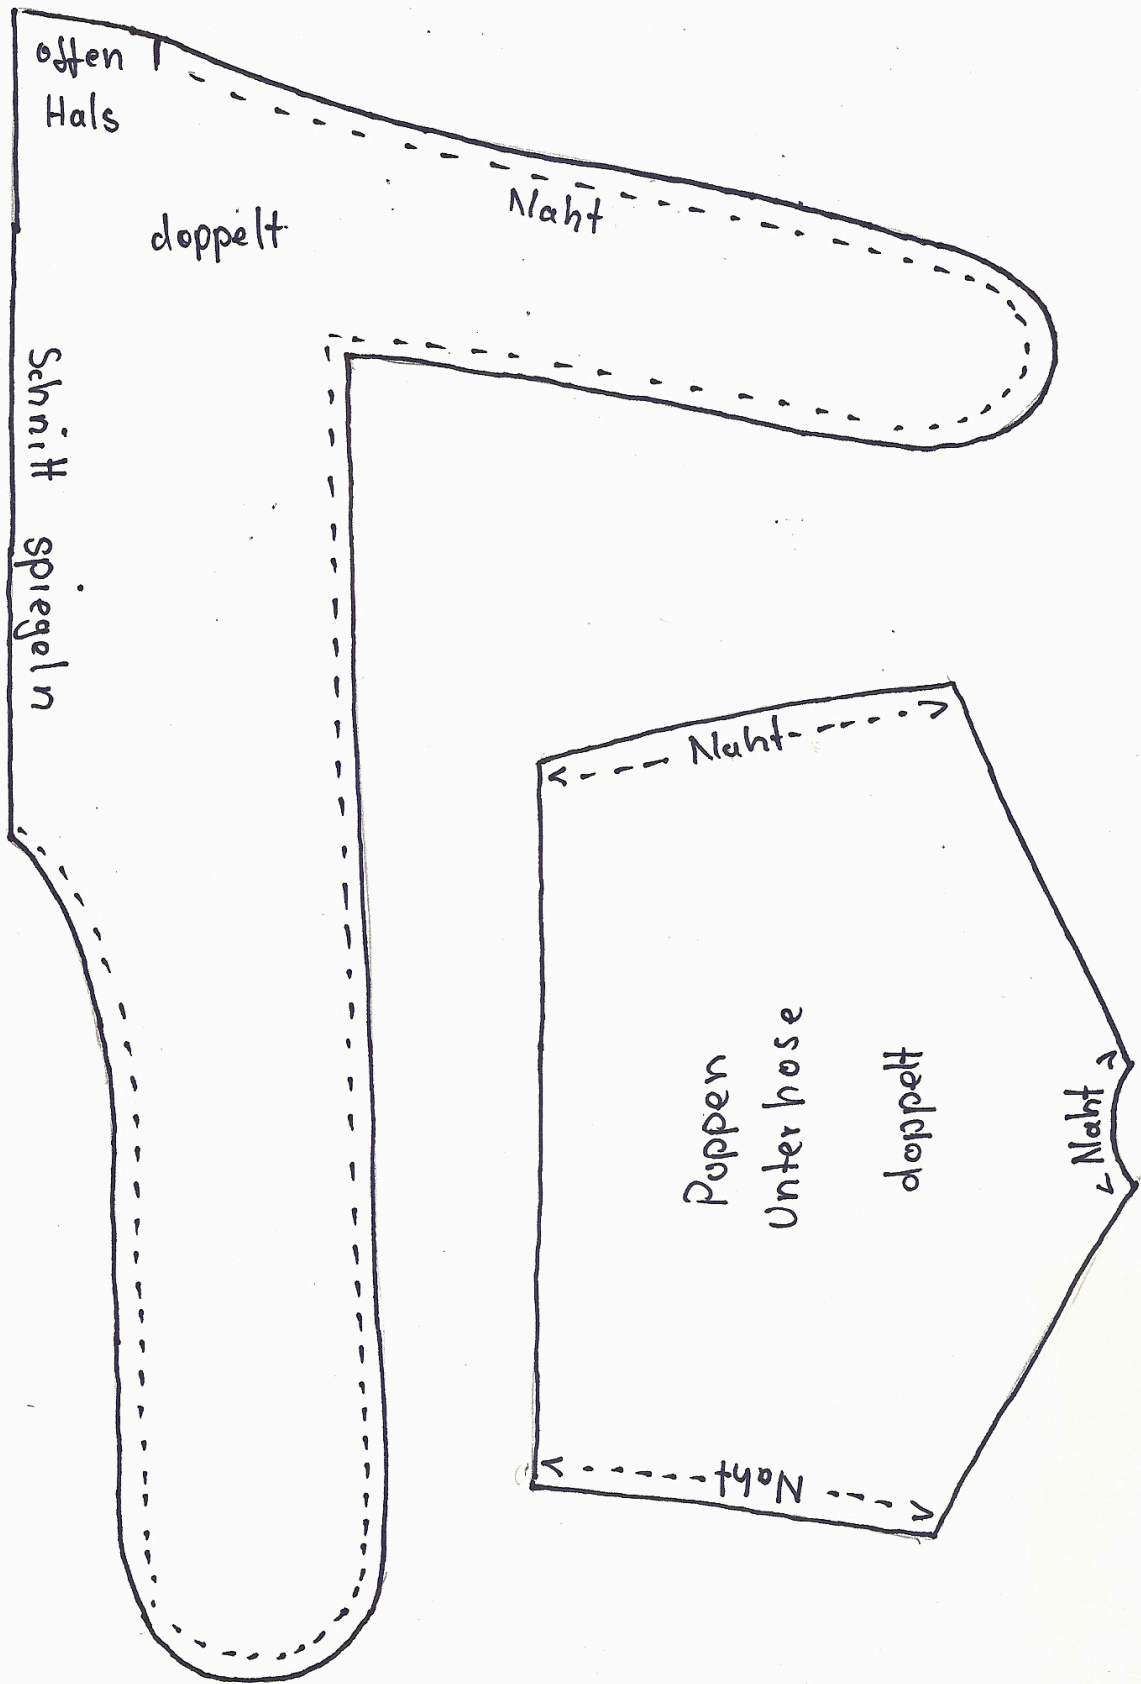 offen
Hals
doppelt
Naht
Schnitt spiegeln
Naht
Puppen
Unterhose
doppelt
Naht
Naht